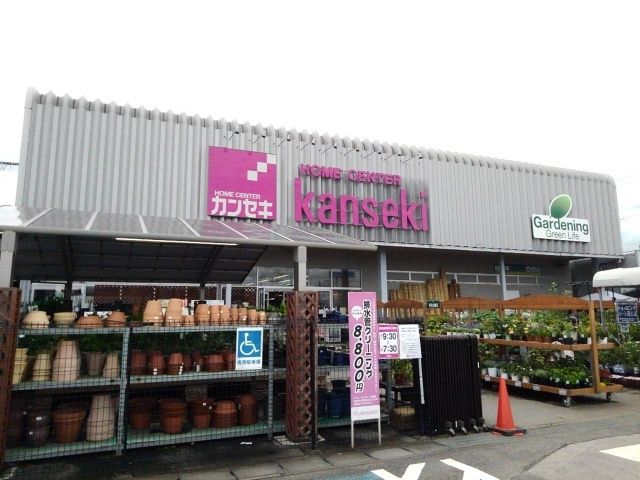 HOME CENTER
カンセキ
HOME CENTER
kanseki
Gardening
Green Life
排水管クリーニング
8,800円
9:30
7:30